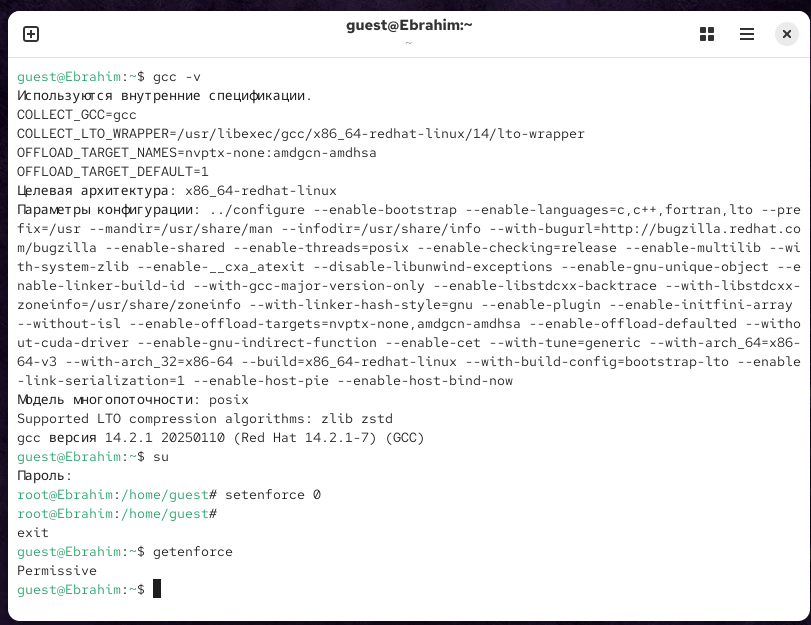 guest@Ebrahim:~
~
guest@Ebrahim:~$ gcc -v
Используются внутренние спецификации.
COLLECT_GCC=gcc
COLLECT_LTO_WRAPPER=/usr/libexec/gcc/x86_64-redhat-linux/14/lto-wrapper
OFFLOAD_TARGET_NAMES=nvptx-none:amdgcn-amdhsa
OFFLOAD_TARGET_DEFAULT=1
Целевая архитектура: x86_64-redhat-linux
Параметры конфигурации: ../configure --enable-bootstrap --enable-languages=c,c++,fortran,lto --pre
fix=/usr --mandir=/usr/share/man --infodir=/usr/share/info --with-bugurl=http://bugzilla.redhat.co
m/bugzilla --enable-shared --enable-threads=posix --enable-checking=release --enable-multilib --wi
th-system-zlib --enable-__cxa_atexit --disable-libunwind-exceptions --enable-gnu-unique-object --e
nable-linker-build-id --with-gcc-major-version-only --enable-libstdcxx-backtrace --with-libstdcxx-
zoneinfo=/usr/share/zoneinfo --with-linker-hash-style=gnu --enable-plugin --enable-initfini-array
--without-isl --enable-offload-targets=nvptx-none,amdgcn-amdhsa --enable-offload-defaulted --witho
ut-cuda-driver --enable-gnu-indirect-function --enable-cet --with-tune=generic --with-arch_64=x86-
64-v3 --with-arch_32=x86-64 --build=x86_64-redhat-linux --with-build-config=bootstrap-lto --enable
-link-serialization=1 --enable-host-pie --enable-host-bind-now
Модель многопоточности: posix
Supported LTO compression algorithms: zlib zstd
gcc версия 14.2.1 20250110 (Red Hat 14.2.1-7) (GCC)
guest@Ebrahim:~$ su
Пароль:
root@Ebrahim:/home/guest# setenforce 0
root@Ebrahim:/home/guest#
exit
guest@Ebrahim:~$ getenforce
Permissive
guest@Ebrahim:~$